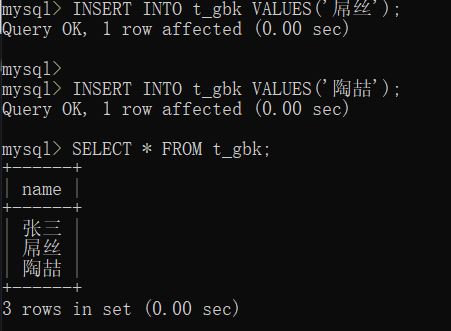 mysql> INSERT INTO t_gbk VALUES('屌丝');
Query OK, 1 row affected (0.00 sec)
mysql>
mysql> INSERT INTO t_gbk VALUES('陶喆');
Query OK, 1 row affected (0.00 sec)
mysql> SELECT * FROM t_gbk;
+------+
| name |
+------+
| 张三 |
| 屌丝 |
| 陶喆 |
+------+
3 rows in set (0.00 sec)